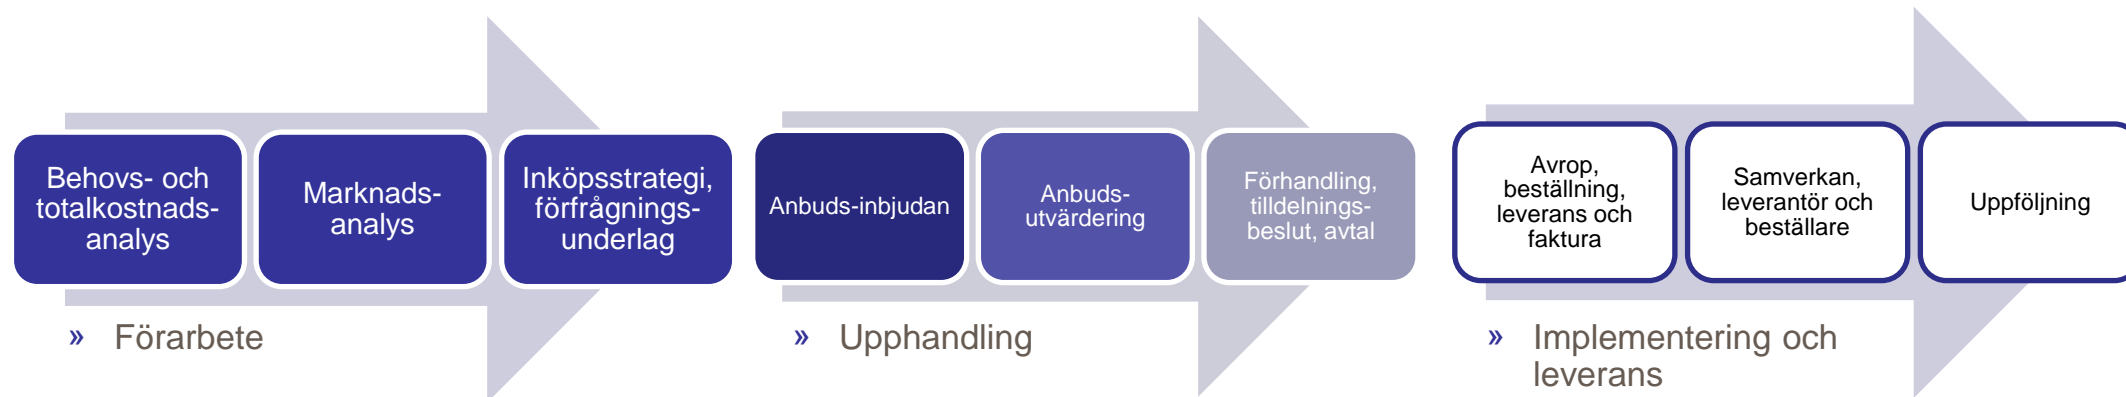 Behovs- och
totalkostnads-
analys
Marknads-
analys
Inköpsstrategi,
förfrågnings-
underlag
» Förarbete
Anbuds-inbjudan
Anbuds-
utvärdering
Förhandling,
tilldelnings-
beslut, avtal
» Upphandling
Avrop,
beställning,
leverans och
faktura
Samverkan,
leverantör och
beställare
Uppföljning
» Implementering och
leverans